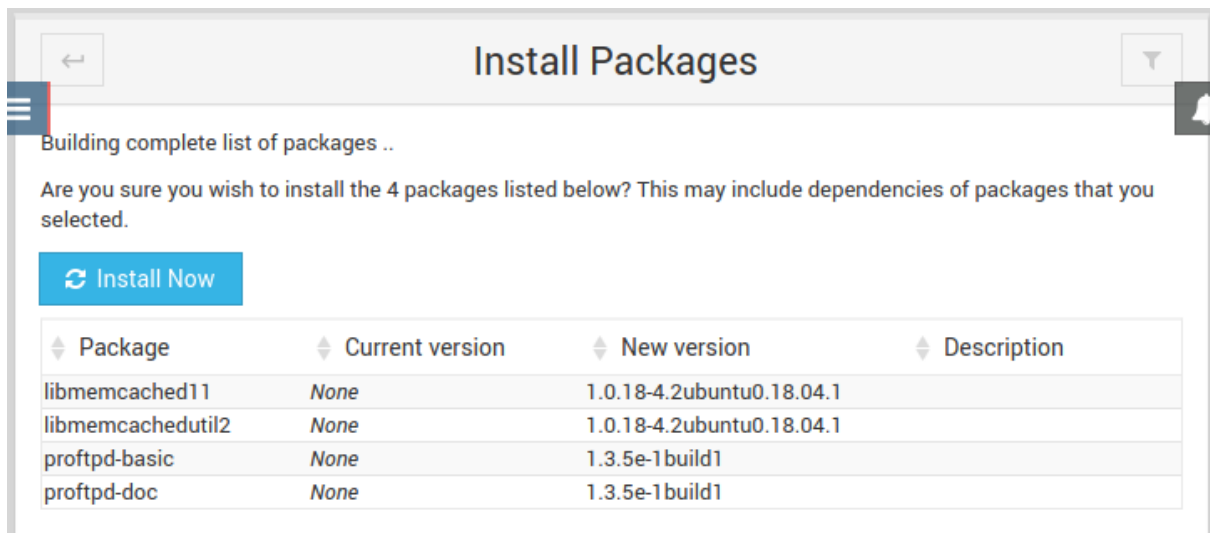 Install Packages
Building complete list of packages ..
Are you sure you wish to install the 4 packages listed below? This may include dependencies of packages that you
selected.
Install Now
Package Current version New version Description
libmemcached11 None 1.0.18-4.2ubuntu0.18.04.1
libmemcachedutil2 None 1.0.18-4.2ubuntu0.18.04.1
proftpd-basic None 1.3.5e-1build1
proftpd-doc None 1.3.5e-1build1